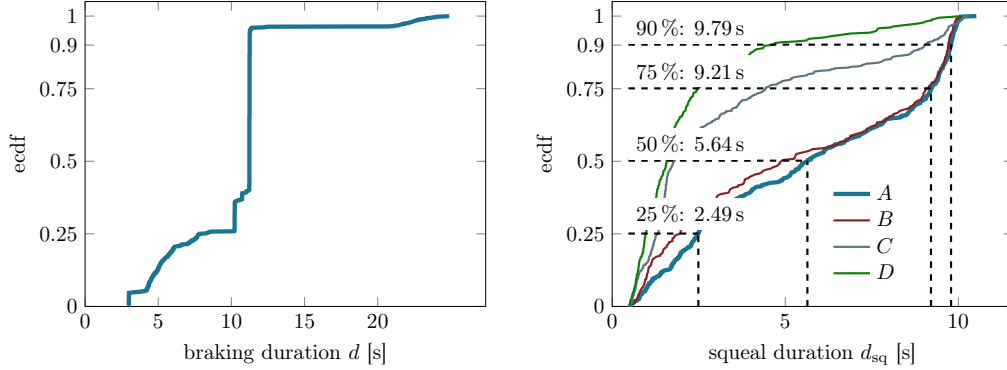 1
0.9
0.75
0.5
0.25
0
ecdf
0 5 10 15 20
braking duration d [s]
1
0.9
0.75
0.5
0.25
0
ecdf
90 %: 9.79 s
75 %: 9.21 s
50 %: 5.64 s
25 %: 2.49 s
A
B
C
D
0 5 10
squeal duration dsq [s]